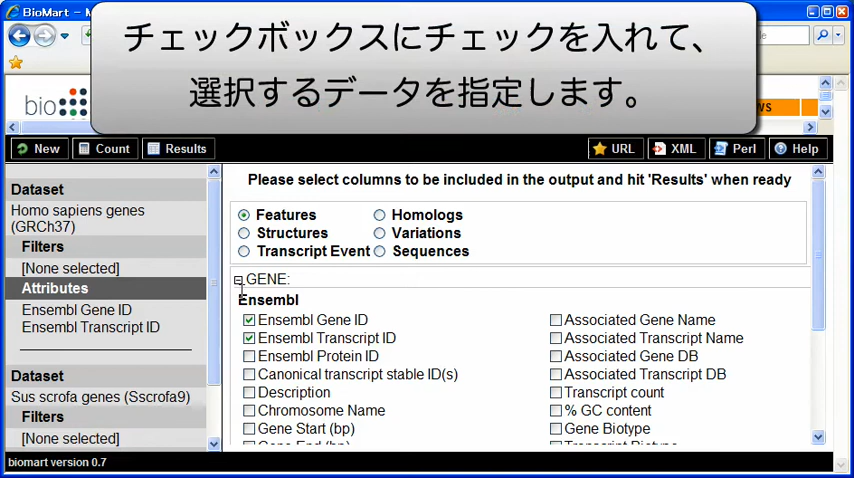 BioMart - M
チェックボックスにチェックを入れて、
選択するデータを指定します。
bio
WS
New Count Results URL XML Perl Help
Dataset
Homo sapiens genes
(GRCh37)
Filters
[None selected]
Attributes
Ensembl Gene ID
Ensembl Transcript ID
Dataset
Sus scrofa genes (Sscrofa9)
Filters
[None selected]
Please select columns to be included in the output and hit 'Results' when ready
Features Homologs
Structures Variations
Transcript Event Sequences
GENE:
Ensembl
Ensembl Gene ID Associated Gene Name
Ensembl Transcript ID Associated Transcript Name
Ensembl Protein ID Associated Gene DB
Canonical transcript stable ID(s) Associated Transcript DB
Description Transcript count
Chromosome Name % GC content
Gene Start (bp) Gene Biotype
Gene End (bp) Transcript Biotype
biomart version 0.7